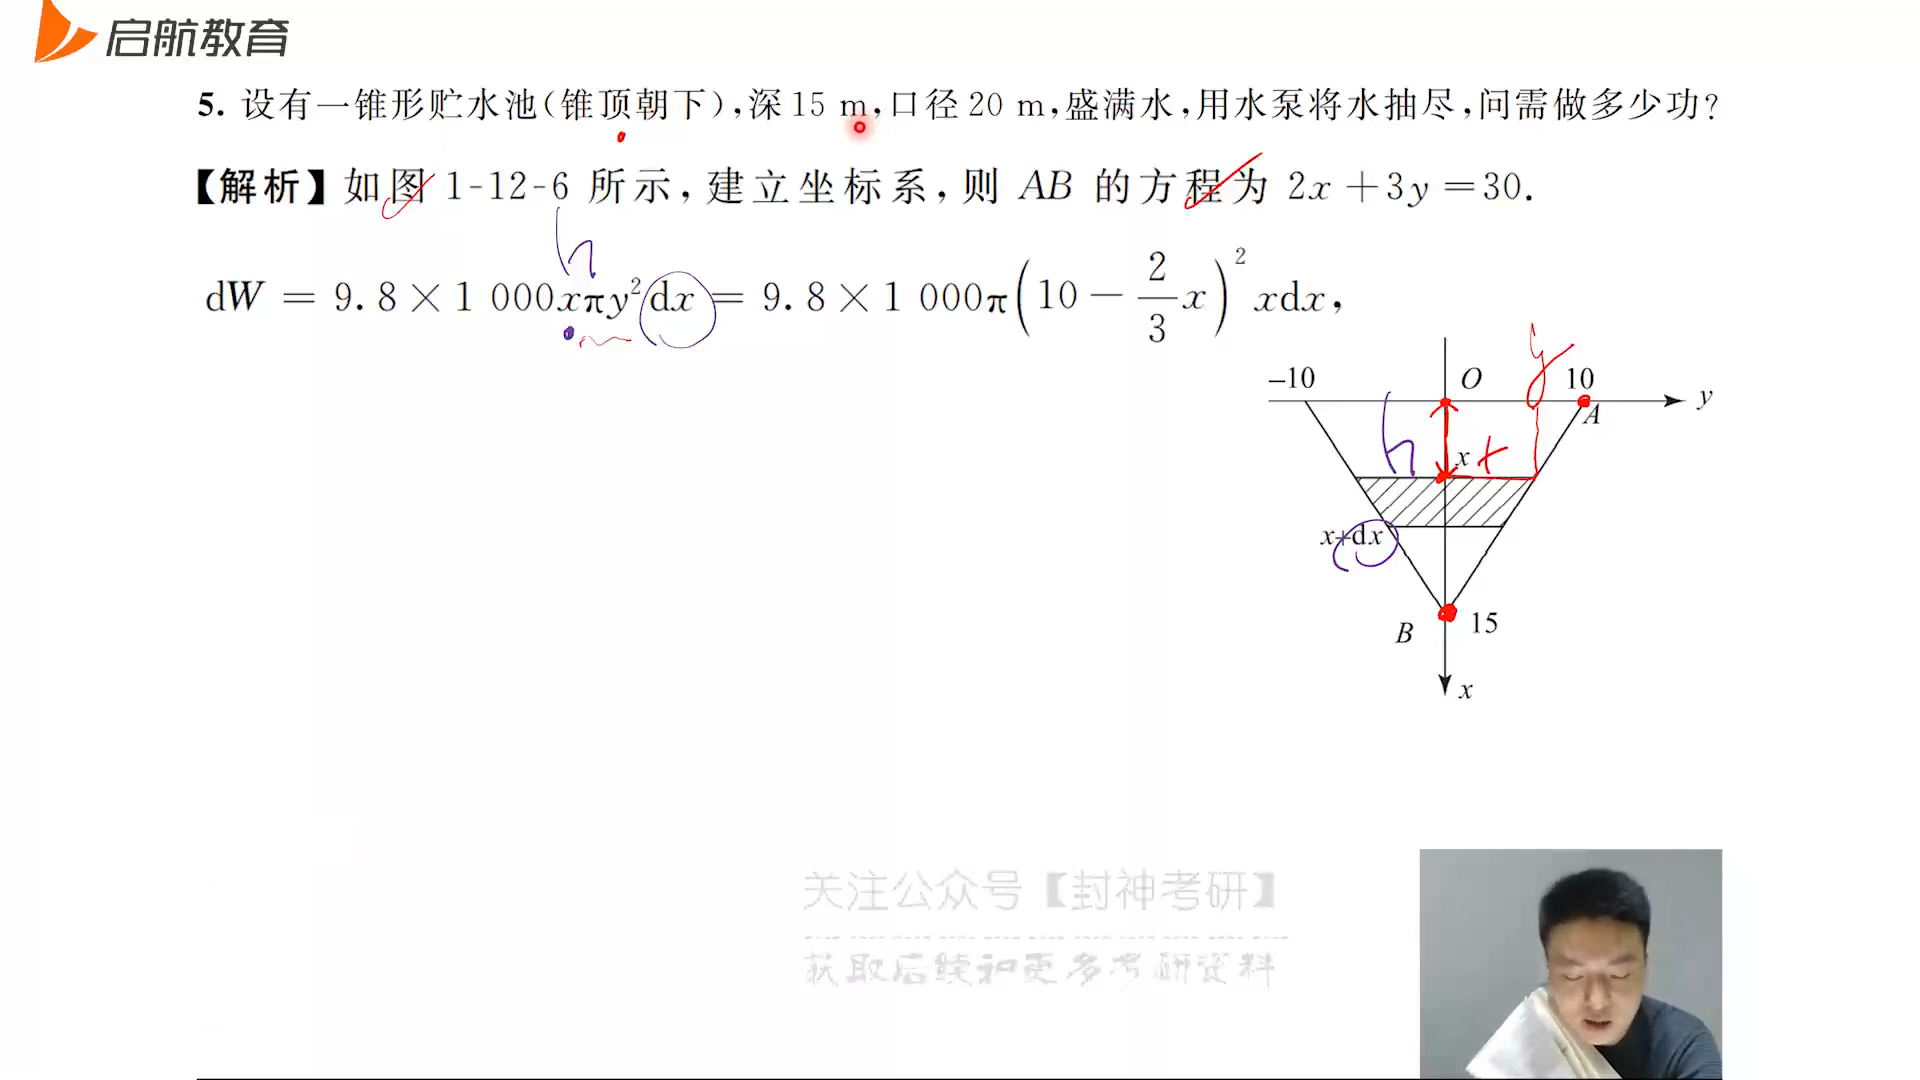 启航教育
5. 设有一锥形贮水池(锥顶朝下),深 15 m,口径 20 m,盛满水,用水泵将水抽尽,问需做多少功?
【解析】如图 1-12-6 所示,建立坐标系,则 AB 的方程为 2x+3y=30.
h
dW = 9.8×1 000xπy²dx = 9.8×1 000π(10 − 2/3 x)² xdx,
y
−10 O 10
y
A
h x
x+dx
B 15
x
关注公众号【封神考研】
获取后续和更多考研资料